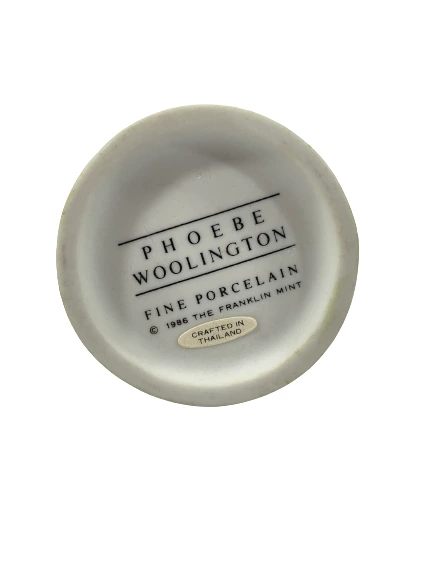 PHOEBE
WOOLINGTON
FINE PORCELAIN
© 1986 THE FRANKLIN MINT
CRAFTED IN
THAILAND